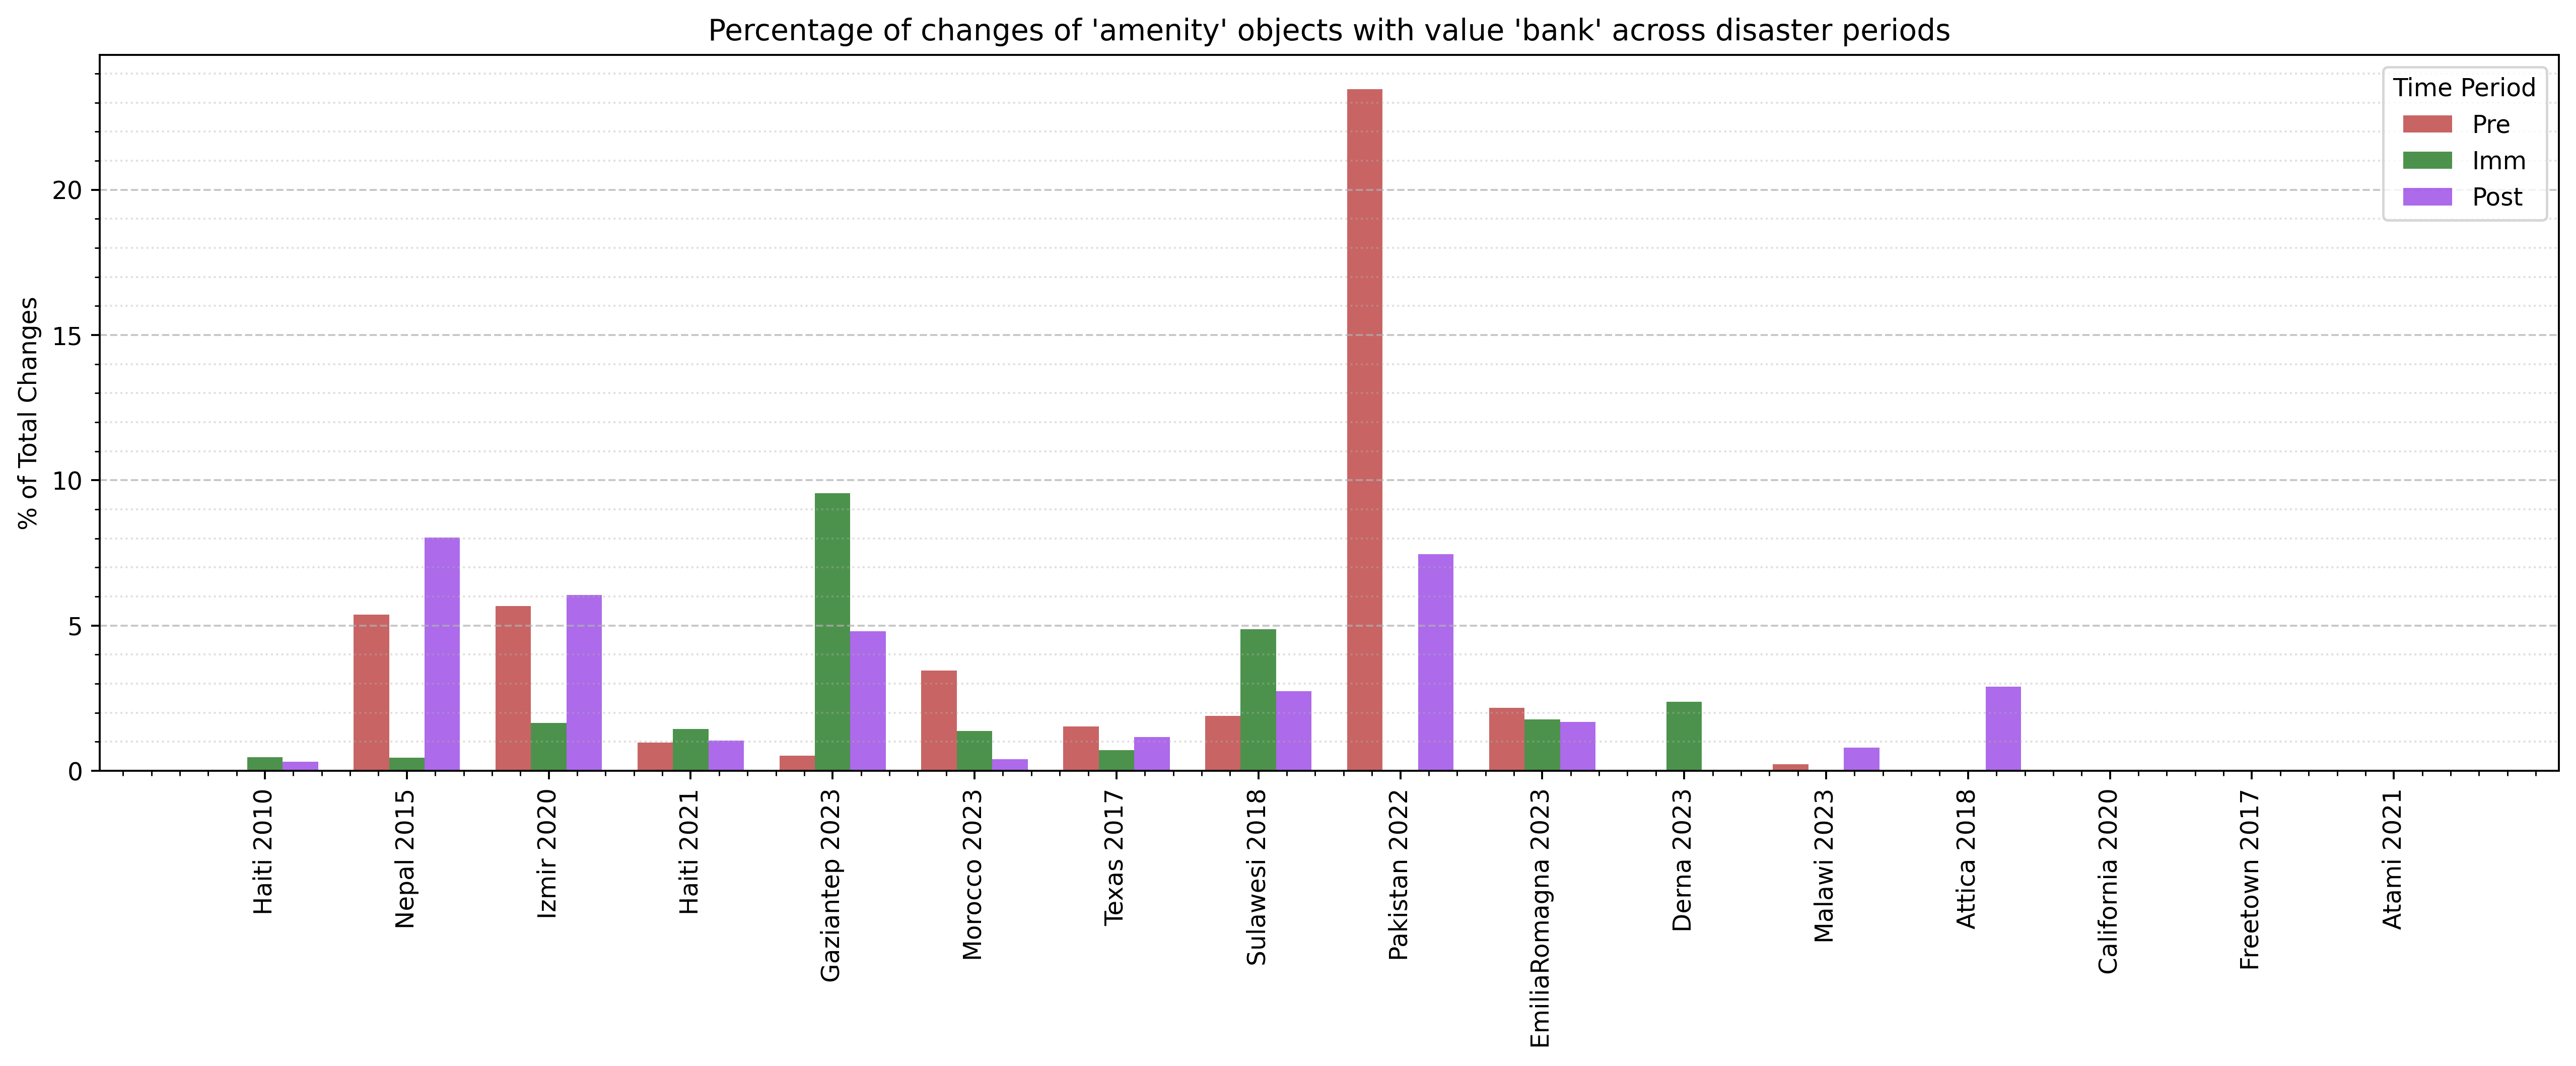 Percentage of changes of 'amenity' objects with value 'bank' across disaster periods
% of Total Changes
20
15
10
5
0
Time Period
Pre
Imm
Post
Haiti 2010
Nepal 2015
Izmir 2020
Haiti 2021
Gaziantep 2023
Morocco 2023
Texas 2017
Sulawesi 2018
Pakistan 2022
EmiliaRomagna 2023
Derna 2023
Malawi 2023
Attica 2018
California 2020
Freetown 2017
Atami 2021